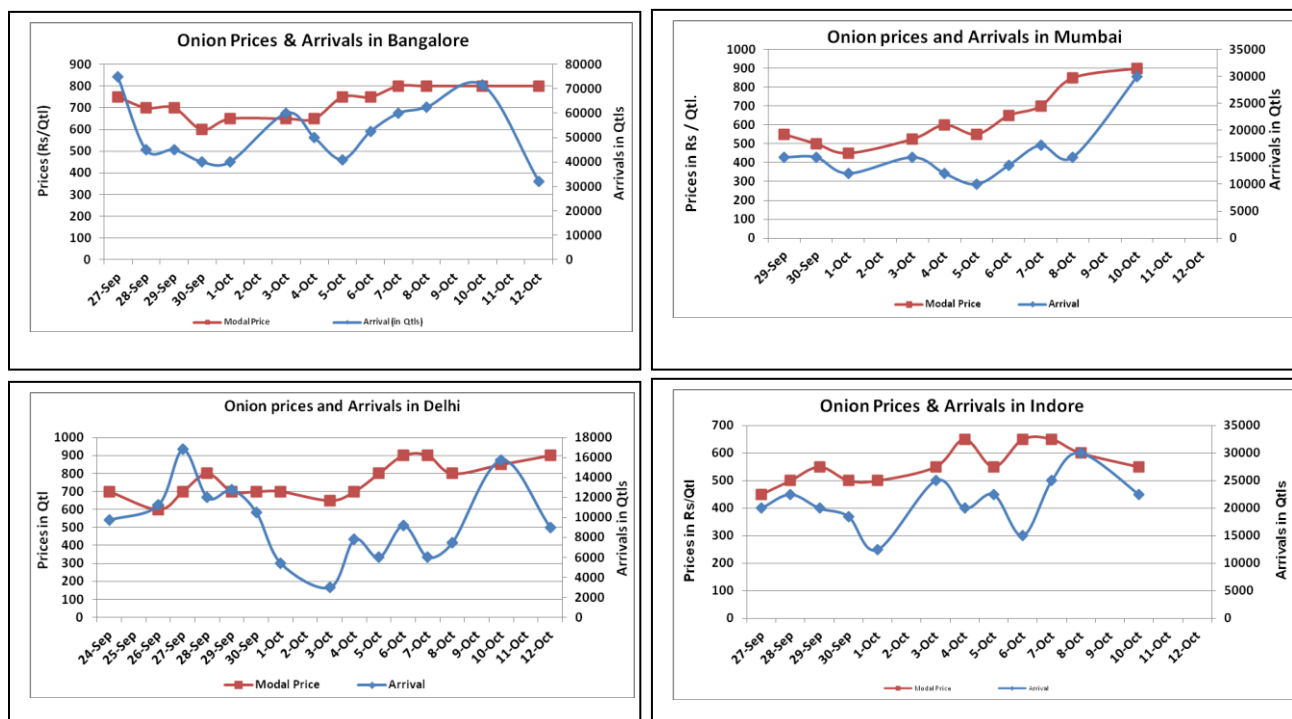 Onion Prices & Arrivals in Bangalore
900
800
700
600
500
400
300
200
100
0
Prices (Rs/Qtl)
80000
70000
60000
50000
40000
30000
20000
10000
0
Arrivals in Qtls
27-Sep
28-Sep
29-Sep
30-Sep
1-Oct
2-Oct
3-Oct
4-Oct
5-Oct
6-Oct
7-Oct
8-Oct
9-Oct
10-Oct
11-Oct
12-Oct
Modal Price
Arrival (in Qtls)
Onion prices and Arrivals in Mumbai
1000
900
800
700
600
500
400
300
200
100
0
Prices in Rs / Qtl.
35000
30000
25000
20000
15000
10000
5000
0
Arrivals in Qtls
29-Sep
30-Sep
1-Oct
2-Oct
3-Oct
4-Oct
5-Oct
6-Oct
7-Oct
8-Oct
9-Oct
10-Oct
11-Oct
12-Oct
Modal Price
Arrival
Onion prices and Arrivals in Delhi
1000
900
800
700
600
500
400
300
200
100
0
Prices in Qtl
18000
16000
14000
12000
10000
8000
6000
4000
2000
0
Arrivals in Qtls
24-Sep
25-Sep
26-Sep
27-Sep
28-Sep
29-Sep
30-Sep
1-Oct
2-Oct
3-Oct
4-Oct
5-Oct
6-Oct
7-Oct
8-Oct
9-Oct
10-Oct
11-Oct
12-Oct
Modal Price
Arrival
Onion Prices & Arrivals in Indore
700
600
500
400
300
200
100
0
Prices in Rs/Qtl
35000
30000
25000
20000
15000
10000
5000
0
Arrivals in Qtls
27-Sep
28-Sep
29-Sep
30-Sep
1-Oct
2-Oct
3-Oct
4-Oct
5-Oct
6-Oct
7-Oct
8-Oct
9-Oct
10-Oct
11-Oct
12-Oct
Modal Price
Arrival